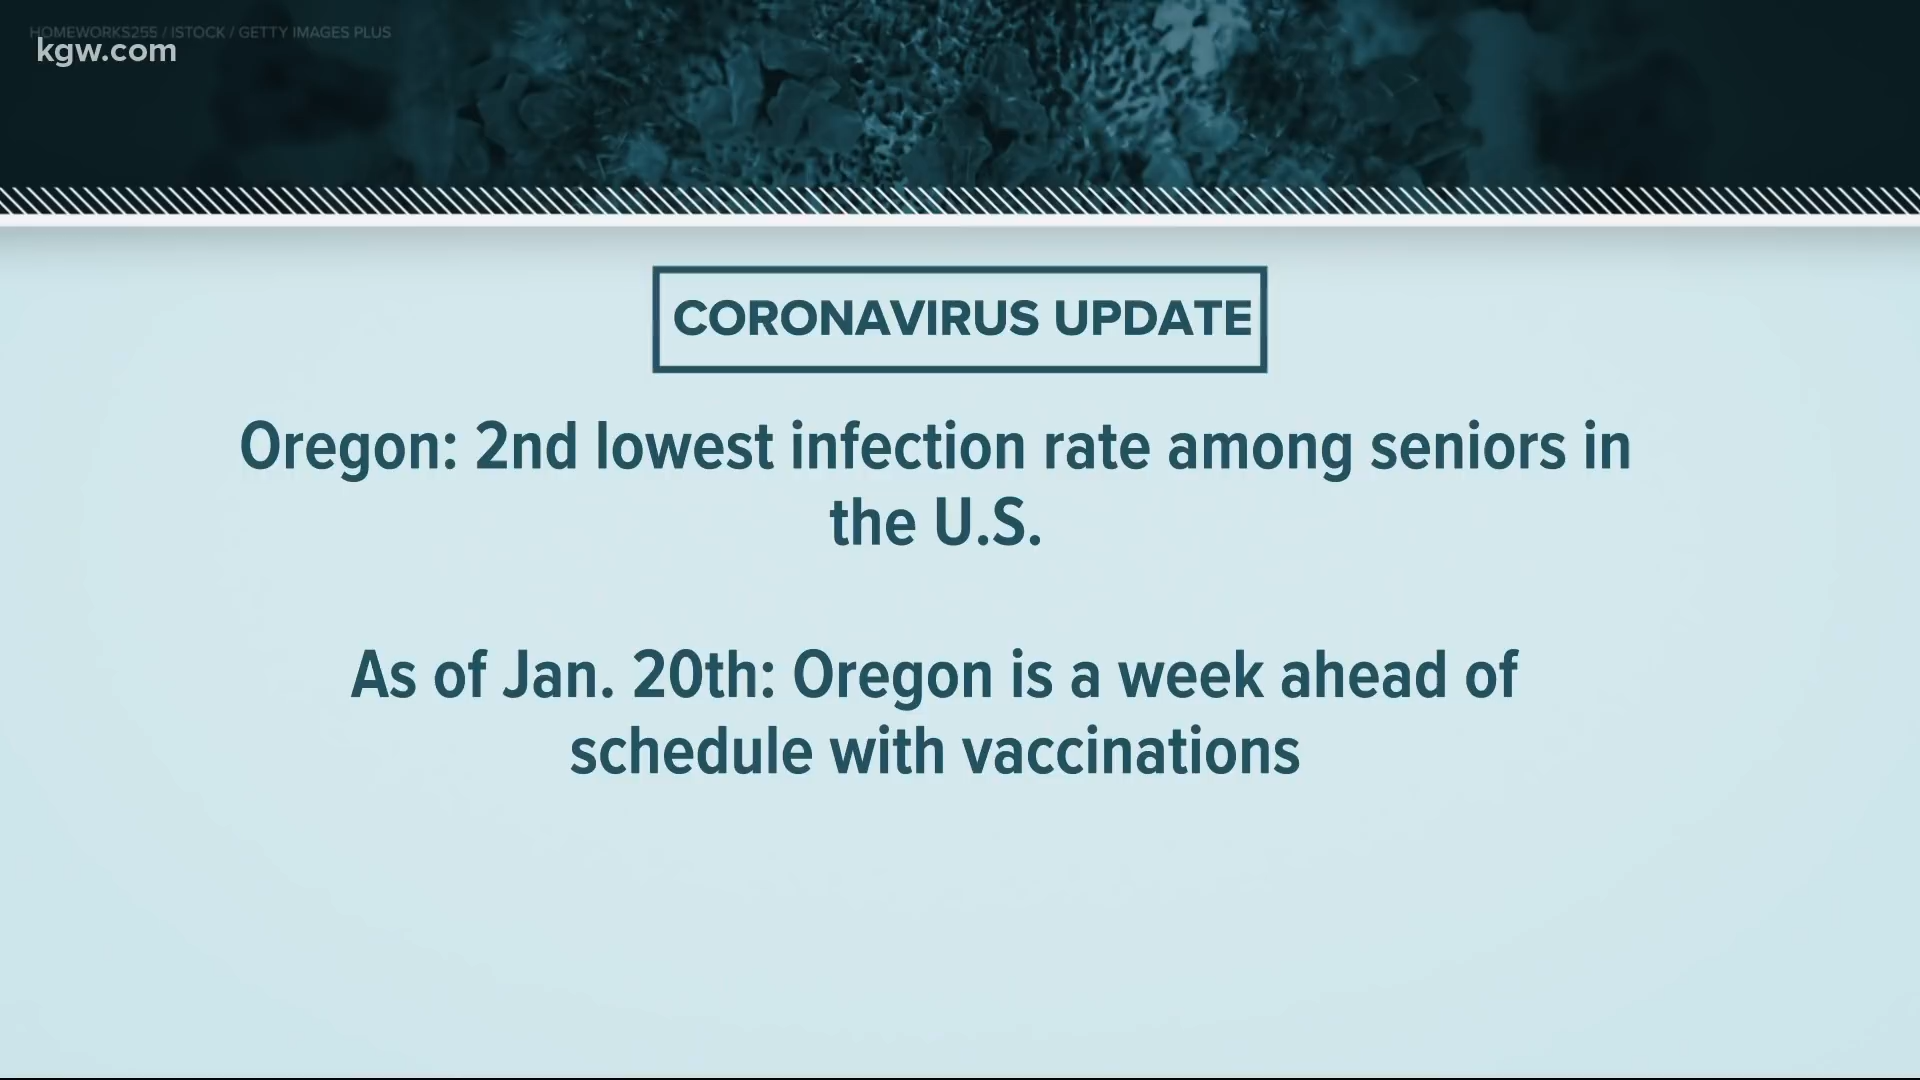 HOMEWORKS255 / ISTOCK / GETTY IMAGES PLUS
kgw.com
CORONAVIRUS UPDATE
Oregon: 2nd lowest infection rate among seniors in
the U.S.
As of Jan. 20th: Oregon is a week ahead of
schedule with vaccinations